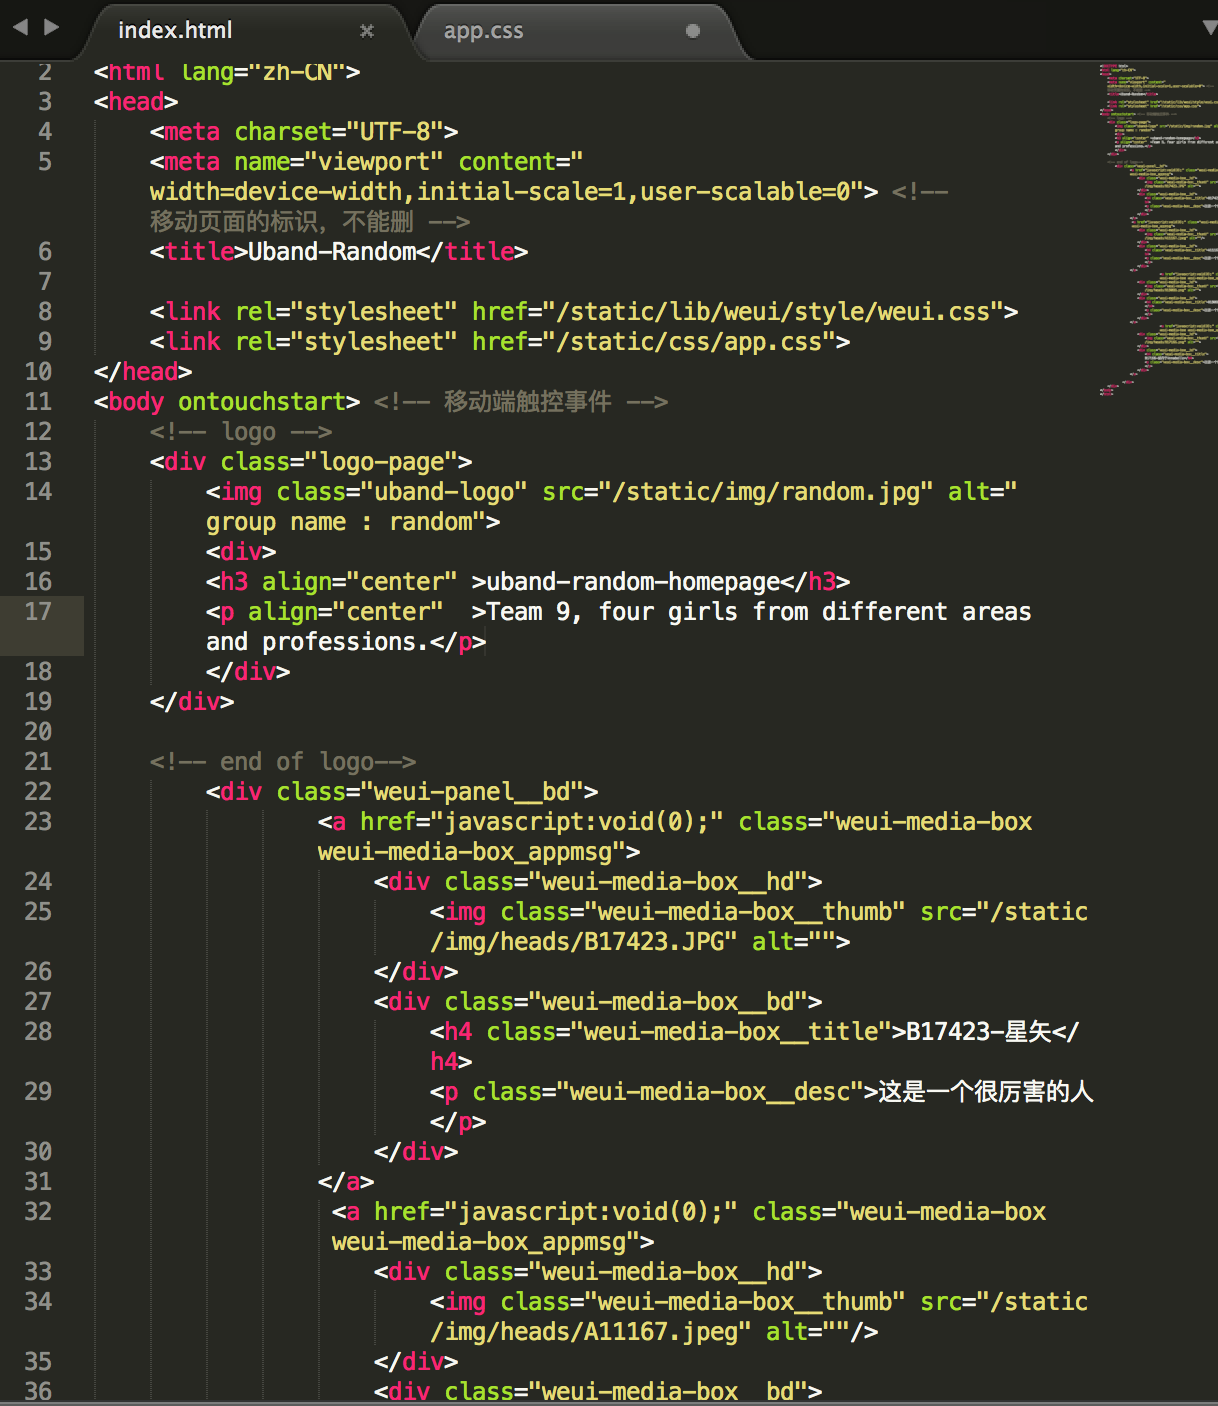 index.html
app.css
2 <html lang="zh-CN">
3 <head>
4 <meta charset="UTF-8">
5 <meta name="viewport" content="
width=device-width,initial-scale=1,user-scalable=0"> <!--
移动页面的标识，不能删 -->
6 <title>Uband-Random</title>
7
8 <link rel="stylesheet" href="/static/lib/weui/style/weui.css">
9 <link rel="stylesheet" href="/static/css/app.css">
10 </head>
11 <body ontouchstart> <!-- 移动端触控事件 -->
12 <!-- logo -->
13 <div class="logo-page">
14 <img class="uband-logo" src="/static/img/random.jpg" alt="
group name : random">
15 <div>
16 <h3 align="center" >uband-random-homepage</h3>
17 <p align="center"  >Team 9, four girls from different areas
and professions.</p>
18 </div>
19 </div>
20
21 <!-- end of logo-->
22 <div class="weui-panel__bd">
23 <a href="javascript:void(0);" class="weui-media-box
weui-media-box_appmsg">
24 <div class="weui-media-box__hd">
25 <img class="weui-media-box__thumb" src="/static
/img/heads/B17423.JPG" alt="">
26 </div>
27 <div class="weui-media-box__bd">
28 <h4 class="weui-media-box__title">B17423-星矢</
h4>
29 <p class="weui-media-box__desc">这是一个很厉害的人
</p>
30 </div>
31 </a>
32 <a href="javascript:void(0);" class="weui-media-box
weui-media-box_appmsg">
33 <div class="weui-media-box__hd">
34 <img class="weui-media-box__thumb" src="/static
/img/heads/A11167.jpeg" alt=""/>
35 </div>
36 <div class="weui-media-box__bd">